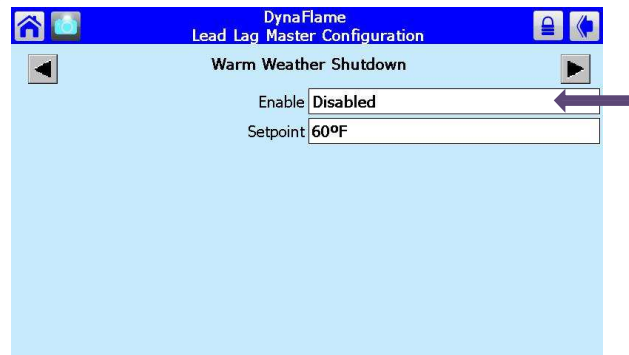 DynaFlame
Lead Lag Master Configuration
Warm Weather Shutdown
Enable Disabled
Setpoint 60ºF